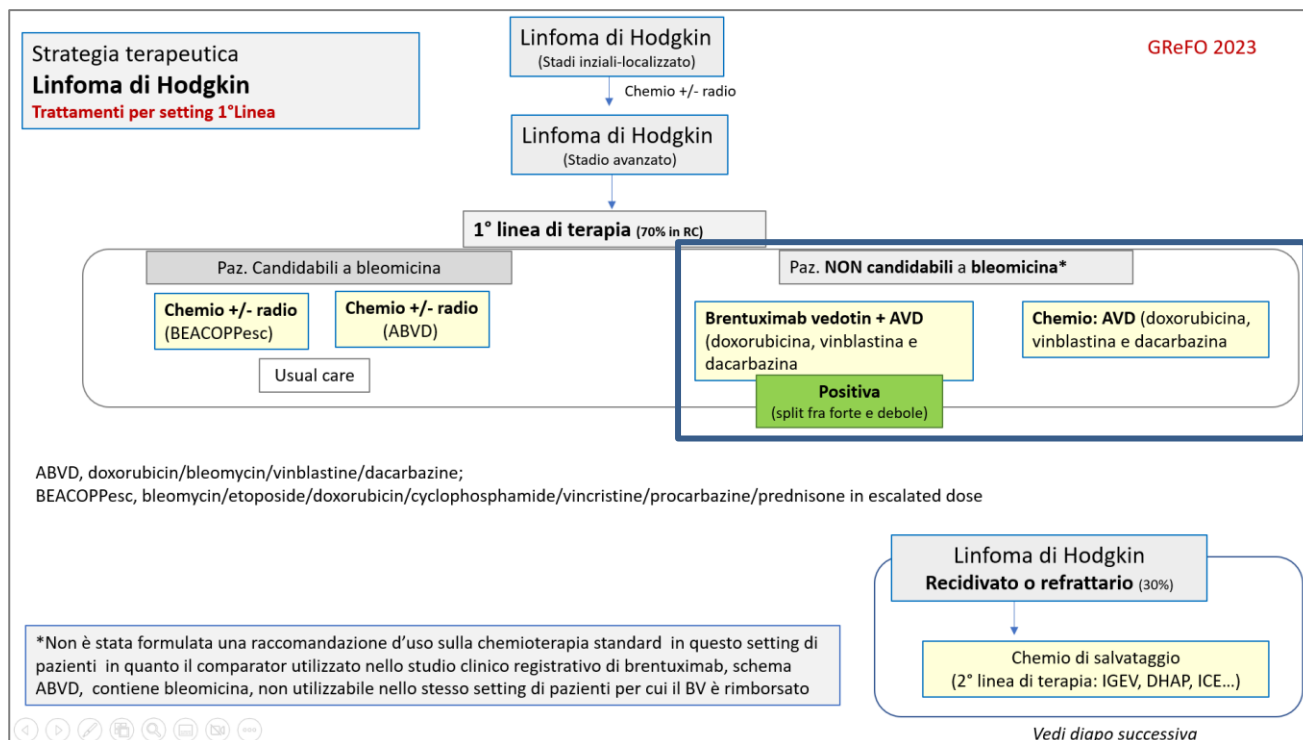 Strategia terapeutica
Linfoma di Hodgkin
Trattamenti per setting 1°Linea
Linfoma di Hodgkin
(Stadi inziali-localizzato)
GReFO 2023
Chemio +/- radio
Linfoma di Hodgkin
(Stadio avanzato)
1° linea di terapia (70% in RC)
Paz. Candidabili a bleomicina
Chemio +/- radio
(BEACOPPesc)
Chemio +/- radio
(ABVD)
Usual care
Paz. NON candidabili a bleomicina*
Brentuximab vedotin + AVD
(doxorubicina, vinblastina e
dacarbazina
Positiva
(split fra forte e debole)
Chemio: AVD (doxorubicina,
vinblastina e dacarbazina
ABVD, doxorubicin/bleomycin/vinblastine/dacarbazine;
BEACOPPesc, bleomycin/etoposide/doxorubicin/cyclophosphamide/vincristine/procarbazine/prednisone in escalated dose
Linfoma di Hodgkin
Recidivato o refrattario (30%)
Chemio di salvataggio
(2° linea di terapia: IGEV, DHAP, ICE...)
*Non è stata formulata una raccomandazione d'uso sulla chemioterapia standard in questo setting di
pazienti in quanto il comparator utilizzato nello studio clinico registrativo di brentuximab, schema
ABVD, contiene bleomicina, non utilizzabile nello stesso setting di pazienti per cui il BV è rimborsato
Vedi diapo successiva